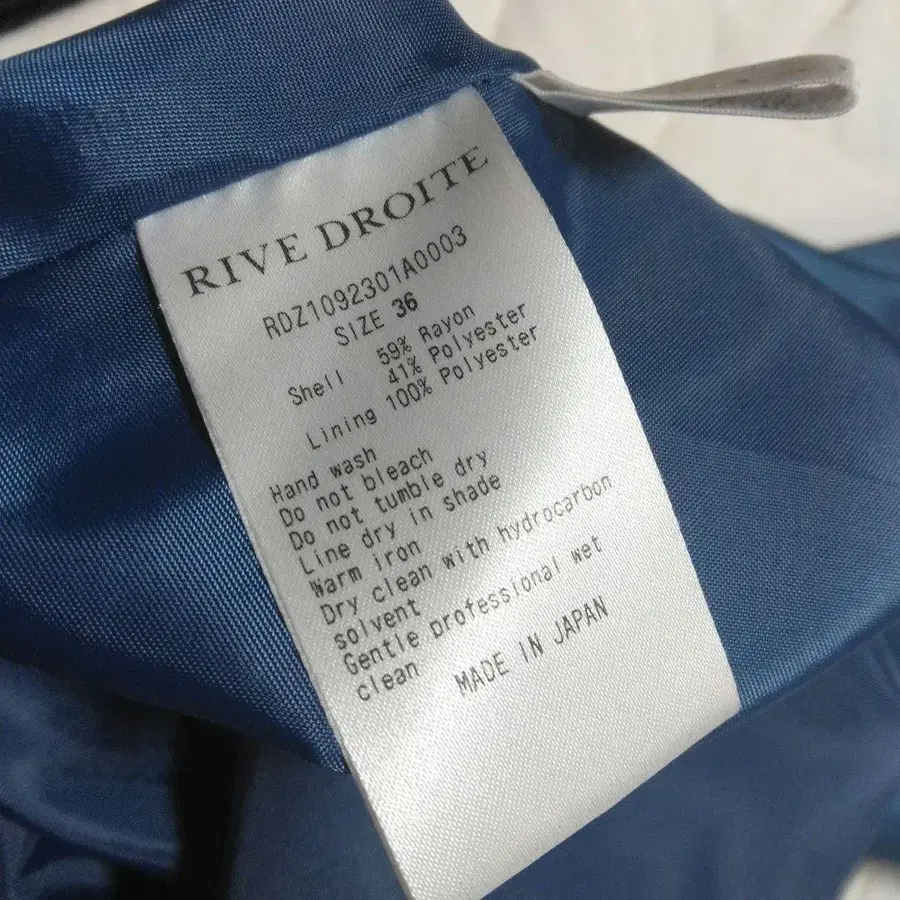 RIVE DROITE
RDZ1092301A0003
SIZE 36
Shell 59% Rayon
41% Polyester
Lining 100% Polyester
Hand wash
Do not bleach
Do not tumble dry
Line dry in shade
Warm iron
Dry clean with hydrocarbon
solvent
Gentle professional wet
clean
MADE IN JAPAN